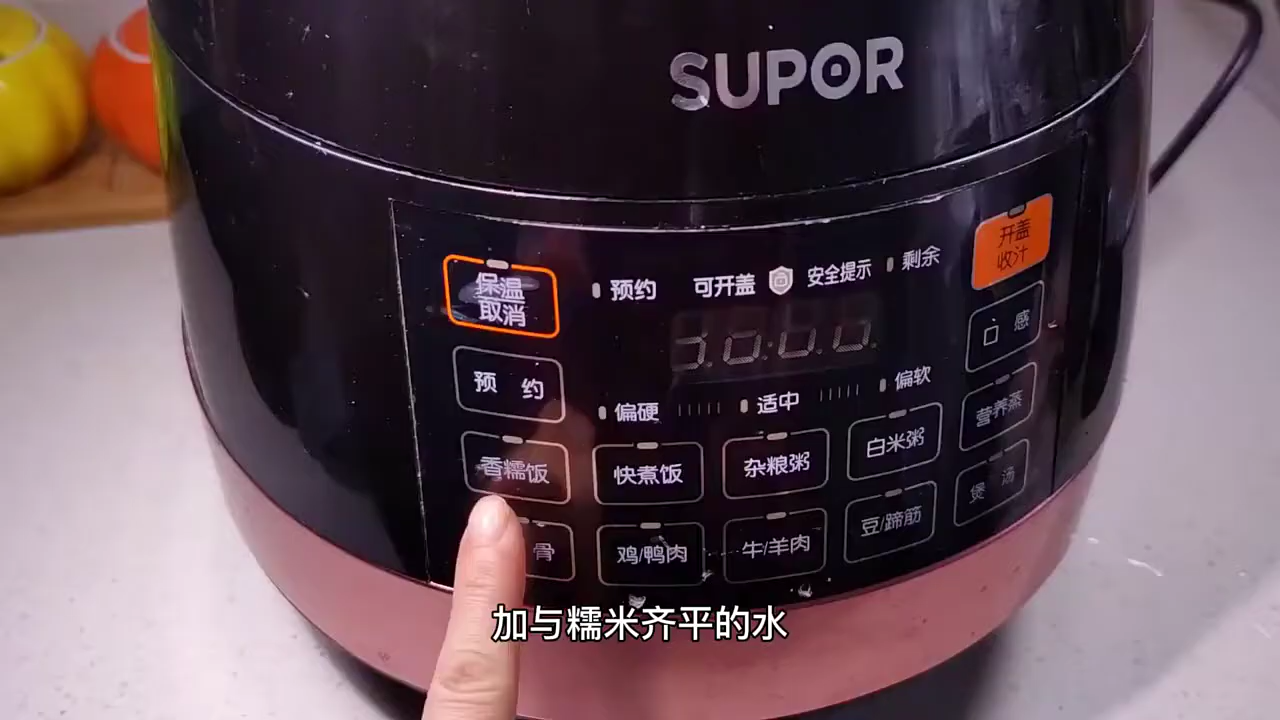 SUPOR
开盖
收汁
保温
取消
预约
可开盖
安全提示
剩余
口感
预约
偏硬
适中
偏软
营养蒸
香糯饭
快煮饭
杂粮粥
白米粥
煲汤
骨
鸡/鸭肉
牛/羊肉
豆/蹄筋
加与糯米齐平的水